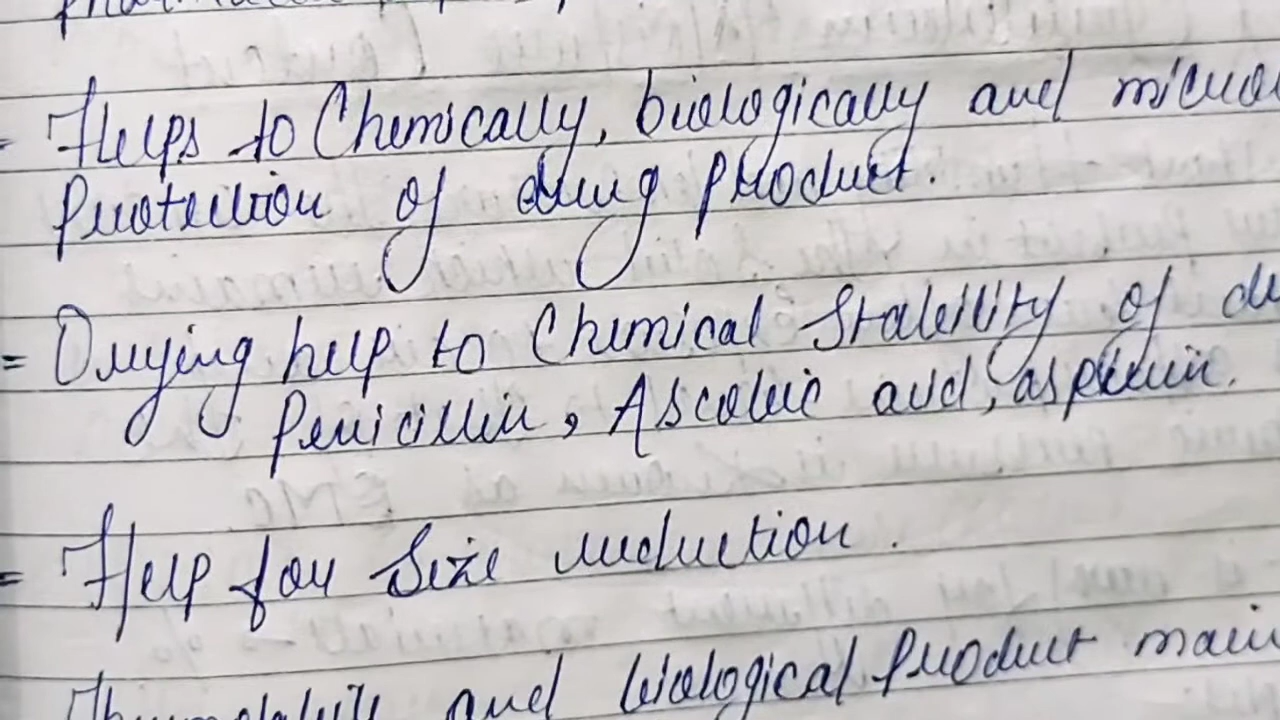 = Helps to Chemically, biologically and
Protection of drug product.
= Drying help to Chemical Stability of
Penicillin, Ascorbic acid, aspirin.
= Help for Size reduction.
and biological product